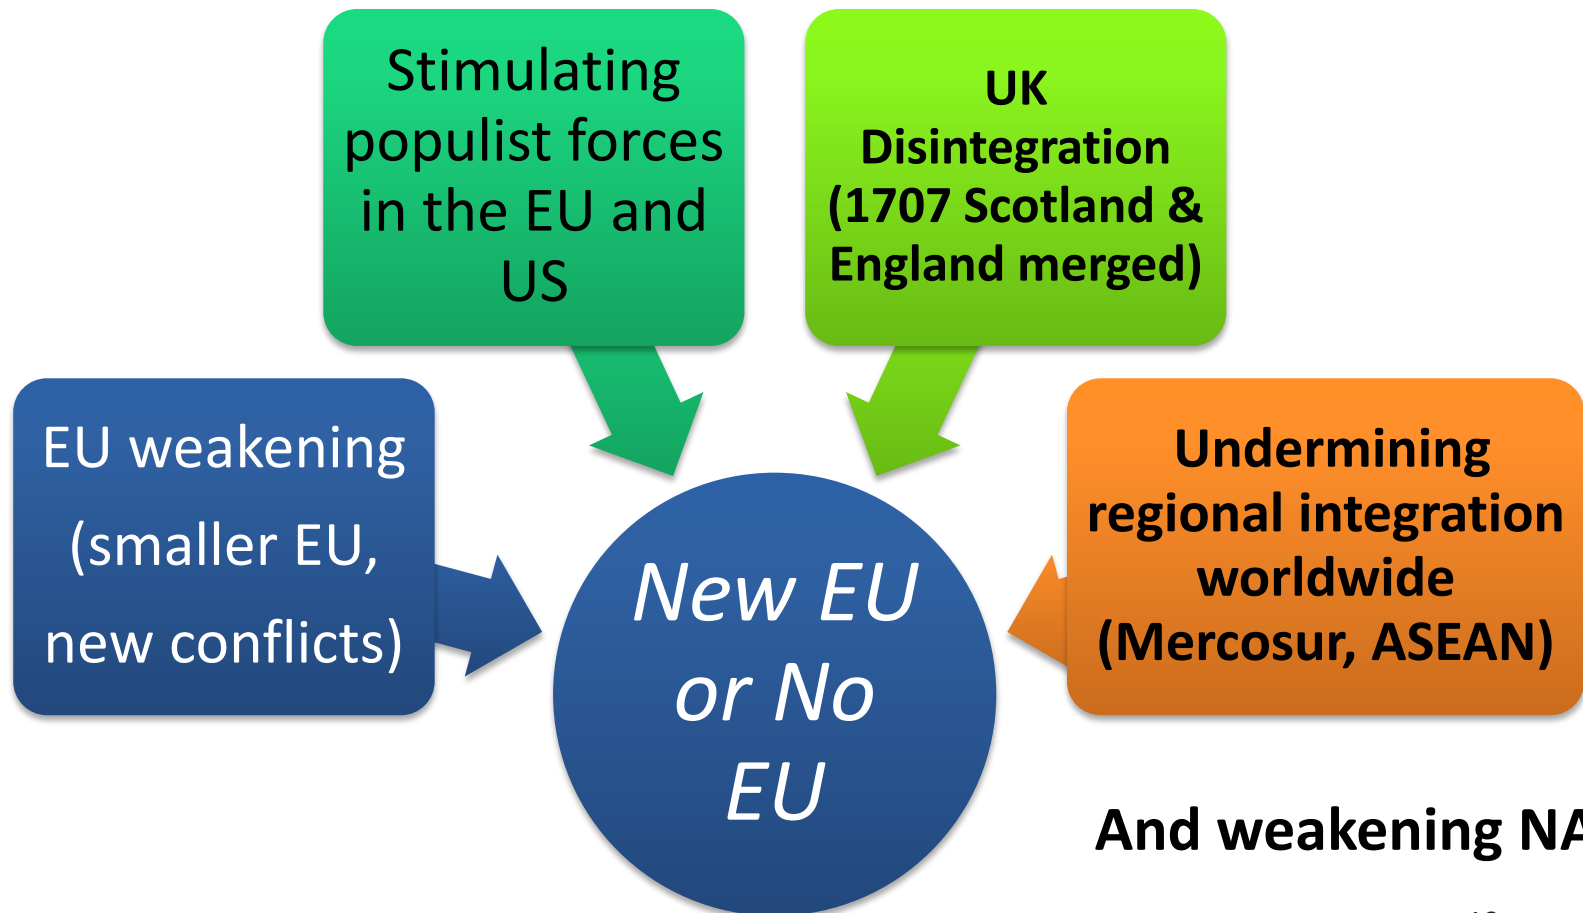 Stimulating
populist forces
in the EU and
US
UK
Disintegration
(1707 Scotland &
England merged)
EU weakening
(smaller EU,
new conflicts)
Undermining
regional integration
worldwide
(Mercosur, ASEAN)
New EU
or No
EU
And weakening